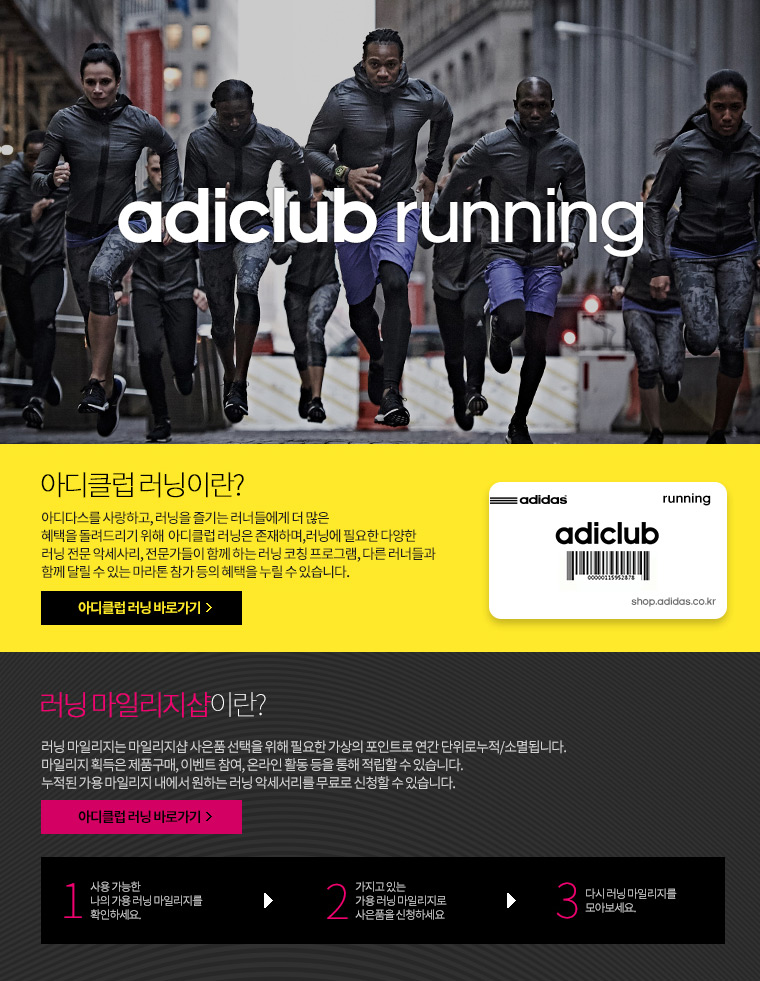 adiclub running
아디클럽 러닝이란?
아디다스를 사랑하고, 러닝을 즐기는 러너들에게 더 많은
혜택을 돌려드리기 위해 아디클럽 러닝은 존재하며,러닝에 필요한 다양한
러닝 전문 악세사리, 전문가들이 함께 하는 러닝 코칭 프로그램, 다른 러너들과
함께 달릴 수 있는 마라톤 참가 등의 혜택을 누릴 수 있습니다.
아디클럽 러닝 바로가기 >
adidas running
adiclub
00000115952878
shop.adidas.co.kr
러닝 마일리지샵이란?
러닝 마일리지는 마일리지샵 사은품 선택을 위해 필요한 가상의 포인트로 연간 단위로누적/소멸됩니다.
마일리지 획득은 제품구매, 이벤트 참여, 온라인 활동 등을 통해 적립할 수 있습니다.
누적된 가용 마일리지 내에서 원하는 러닝 악세서리를 무료로 신청할 수 있습니다.
아디클럽 러닝 바로가기 >
1 사용 가능한
나의 가용 러닝 마일리지를
확인하세요.
2 가지고 있는
가용 러닝 마일리지로
사은품을 신청하세요
3 다시 러닝 마일리지를
모아보세요.